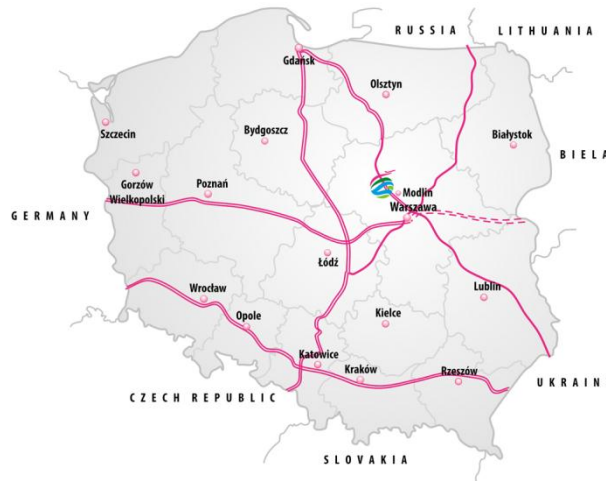 RUSSIA
LITHUANIA
Gdańsk
Olsztyn
Szczecin
Bydgoszcz
Białystok
BIELA
Gorzów
Wielkopolski
Poznań
Modlin
Warszawa
GERMANY
Łódź
Wrocław
Lublin
Opole
Kielce
Katowice
Kraków
Rzeszów
UKRAIN
CZECH REPUBLIC
SLOVAKIA